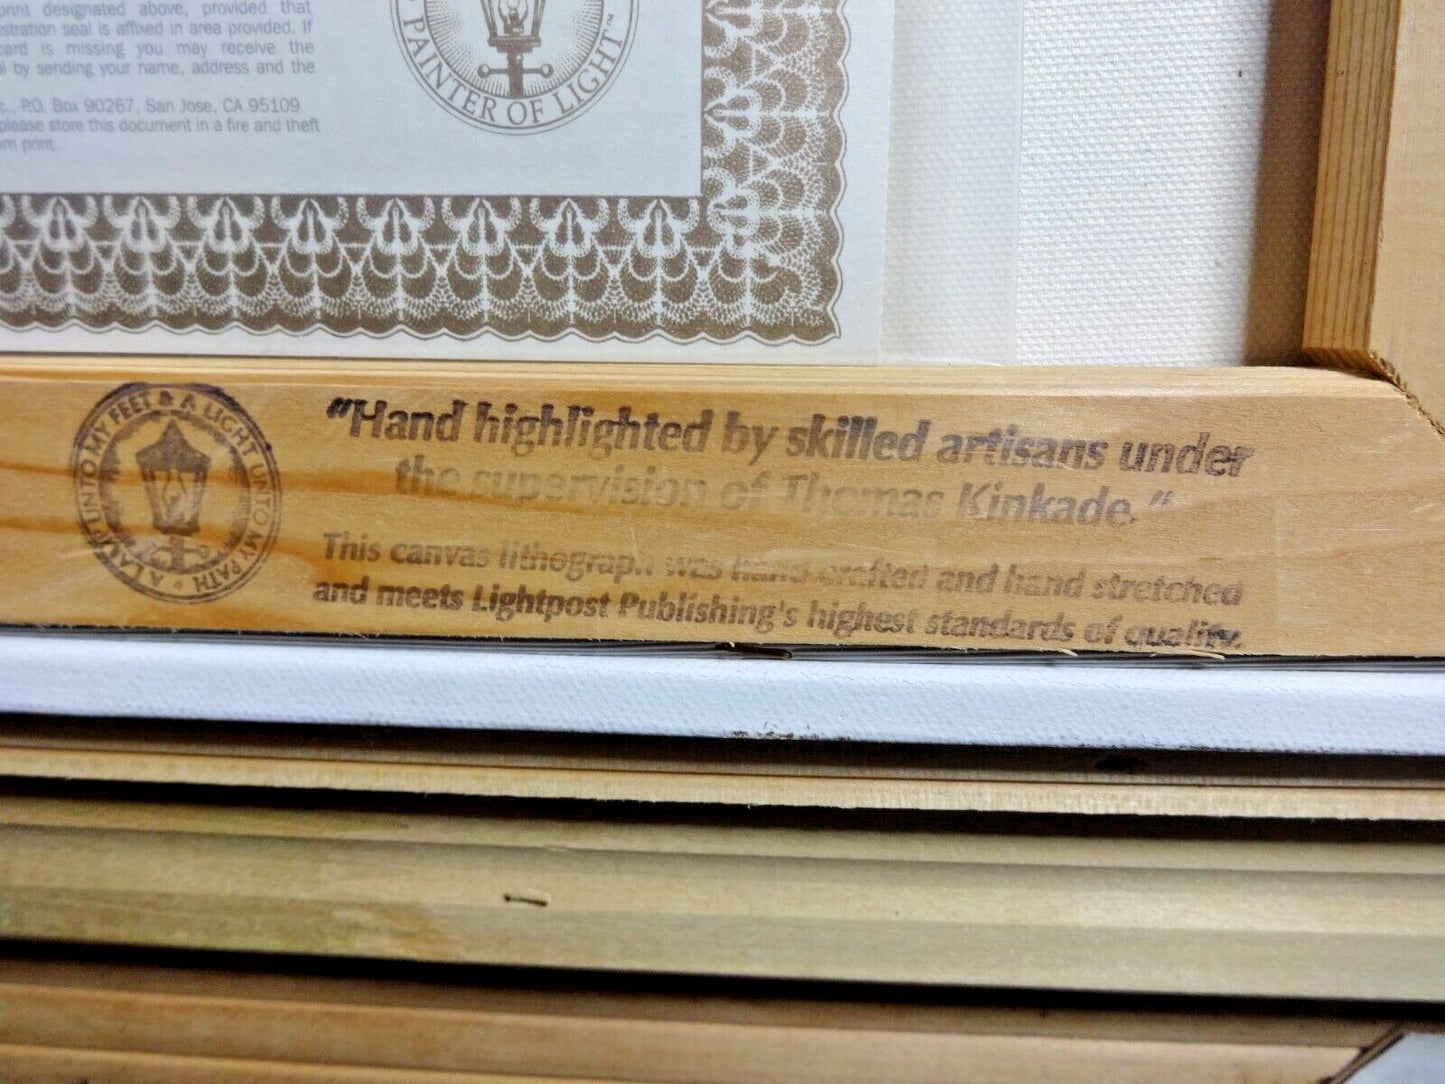 print designated above, provided that
istration seal is affixed in area provided. If
card is missing you may receive the
by sending your name, address and the
P.O. Box 90267, San Jose, CA 95109
please store this document in a fire and theft
print.
PAINTER OF LIGHT™
A LAMP UNTO MY FEET & A LIGHT UNTO MY PATH •
"Hand highlighted by skilled artisans under
the supervision of Thomas Kinkade."
This canvas lithograph was hand crafted and hand stretched
and meets Lightpost Publishing's highest standards of quality.